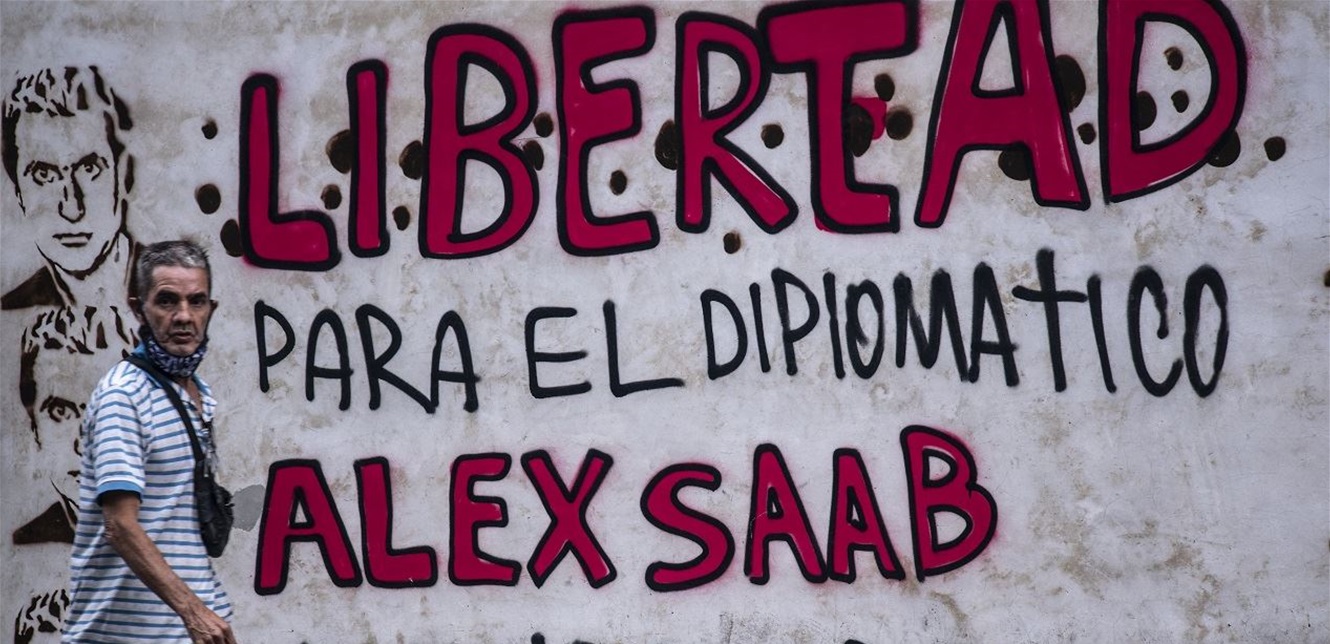 LIBERTAD
PARA EL DIPlOMATICO
ALEX SAAB